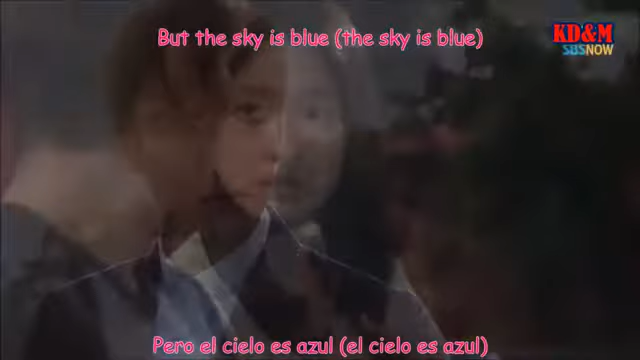 But the sky is blue (the sky is blue)
KD&M
SBSNOW
Pero el cielo es azul (el cielo es azul)